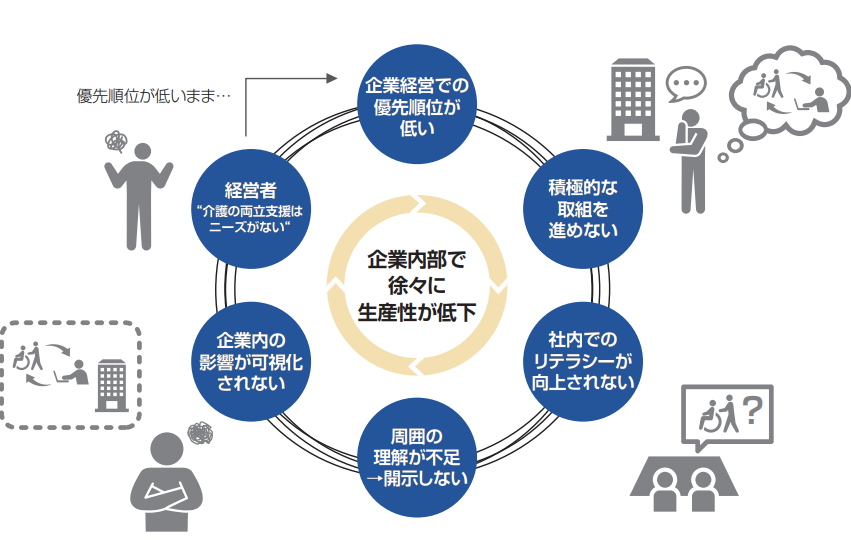 優先順位が低いまま…
企業経営での
優先順位が
低い
積極的な
取組を
進めない
社内での
リテラシーが
向上されない
周囲の
理解が不足
→開示しない
企業内の
影響が可視化
されない
経営者
“介護の両立支援は
ニーズがない“
企業内部で
徐々に
生産性が低下
?